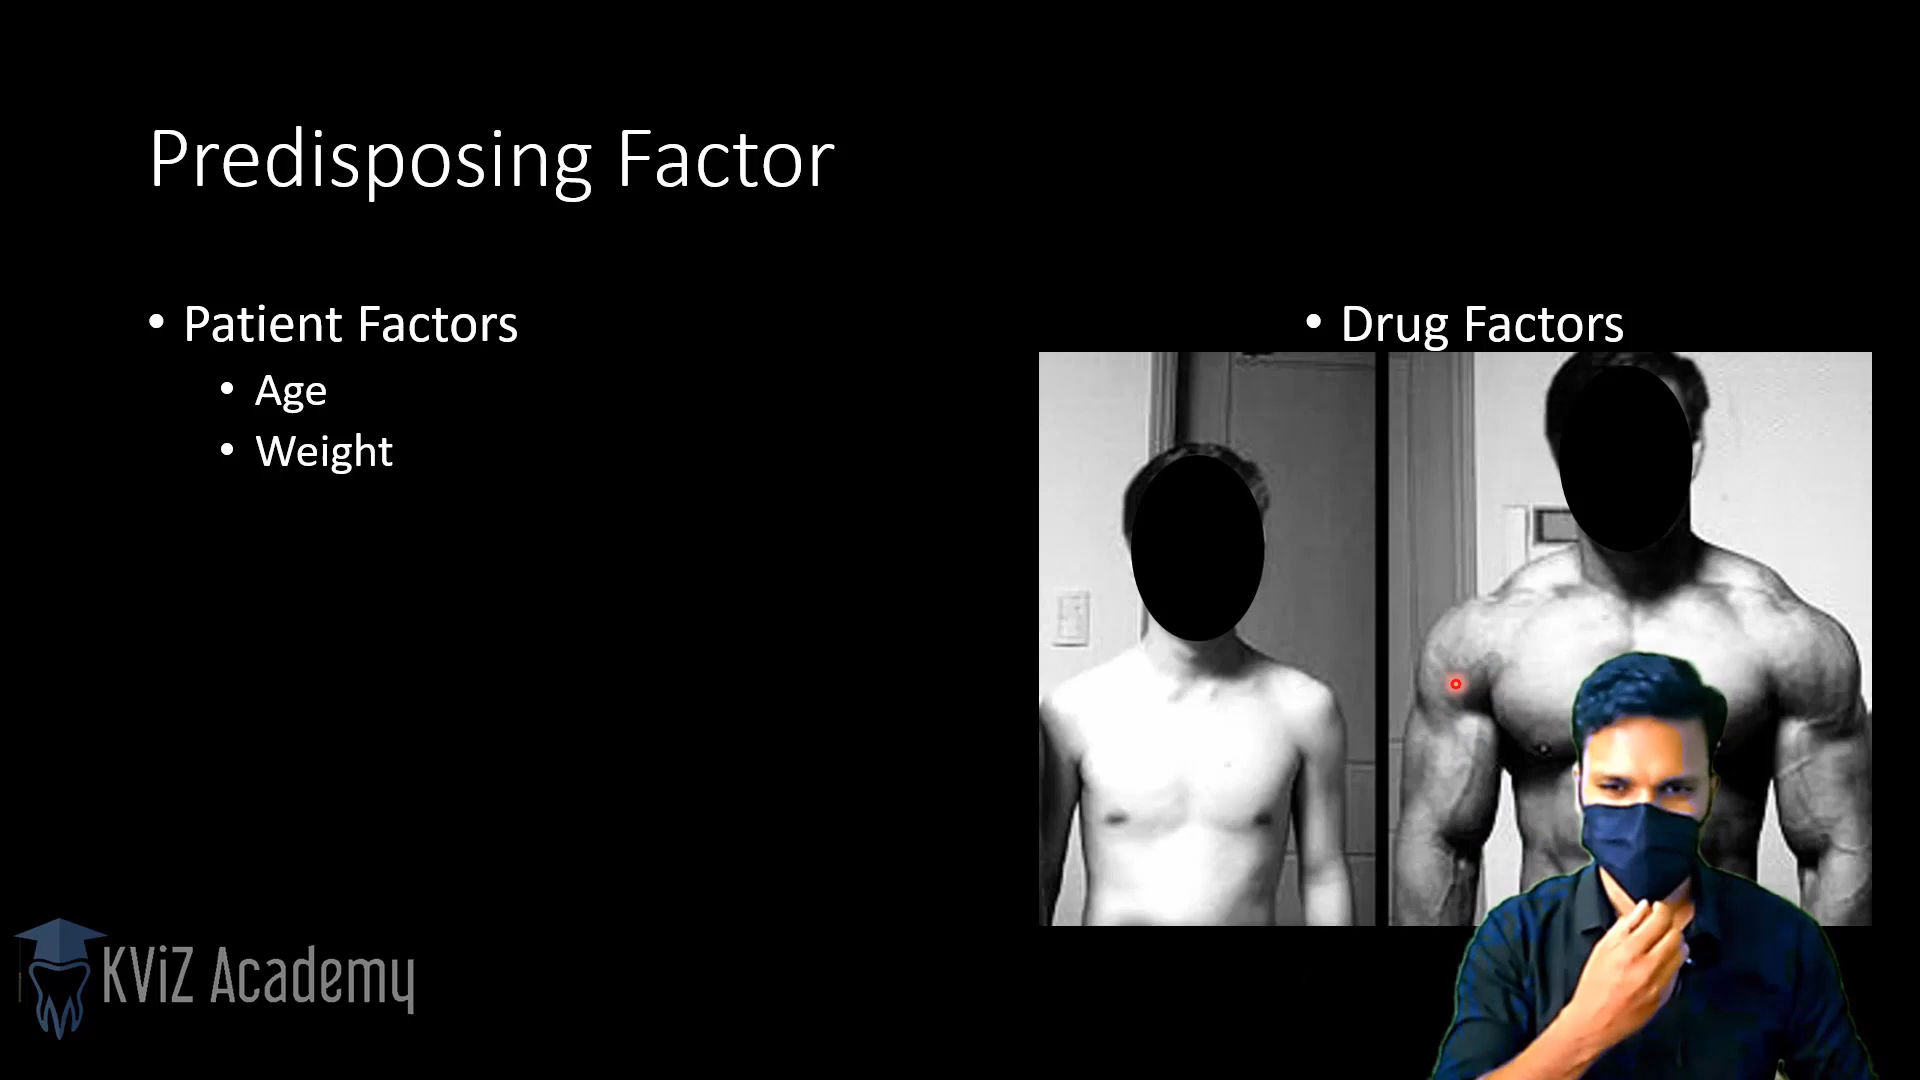 Predisposing Factor
• Patient Factors
• Age
• Weight
• Drug Factors
KViZ Academy